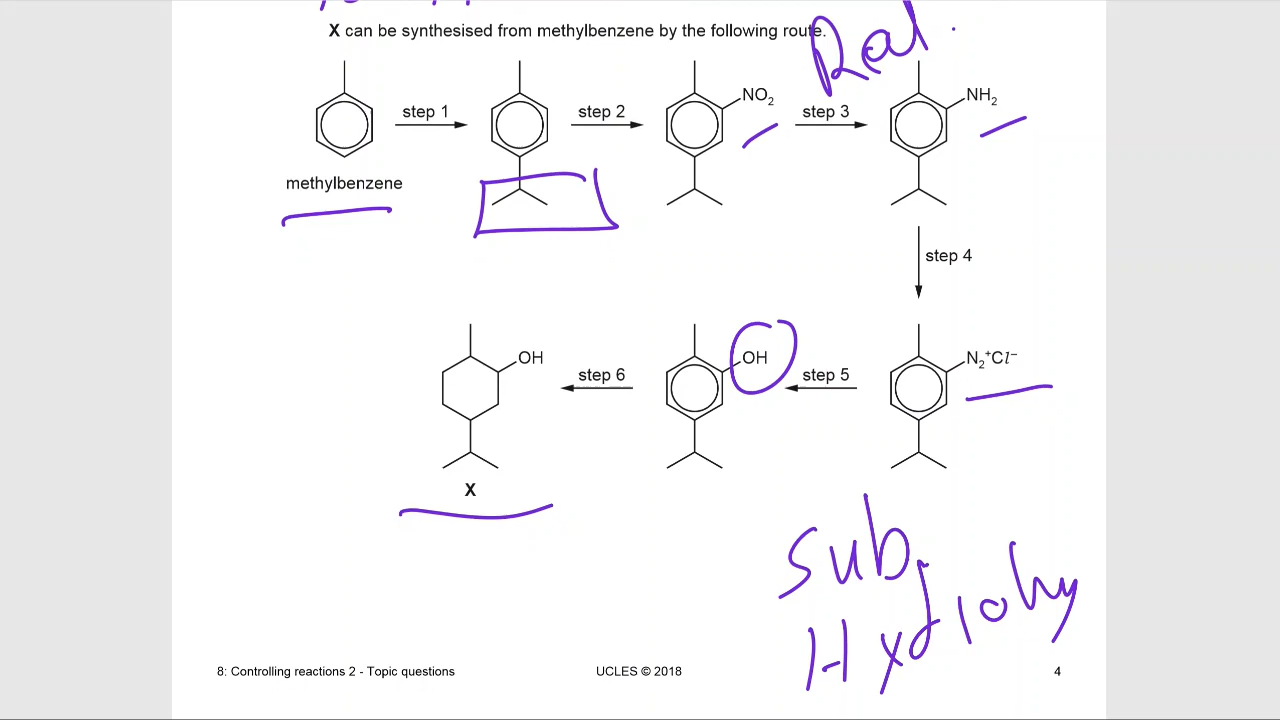 X can be synthesised from methylbenzene by the following route.
Red.
step 1
step 2
NO2
step 3
NH2
methylbenzene
step 4
OH
step 6
OH
step 5
N2+Cl−
X
Sub
8: Controlling reactions 2 - Topic questions
UCLES © 2018
4